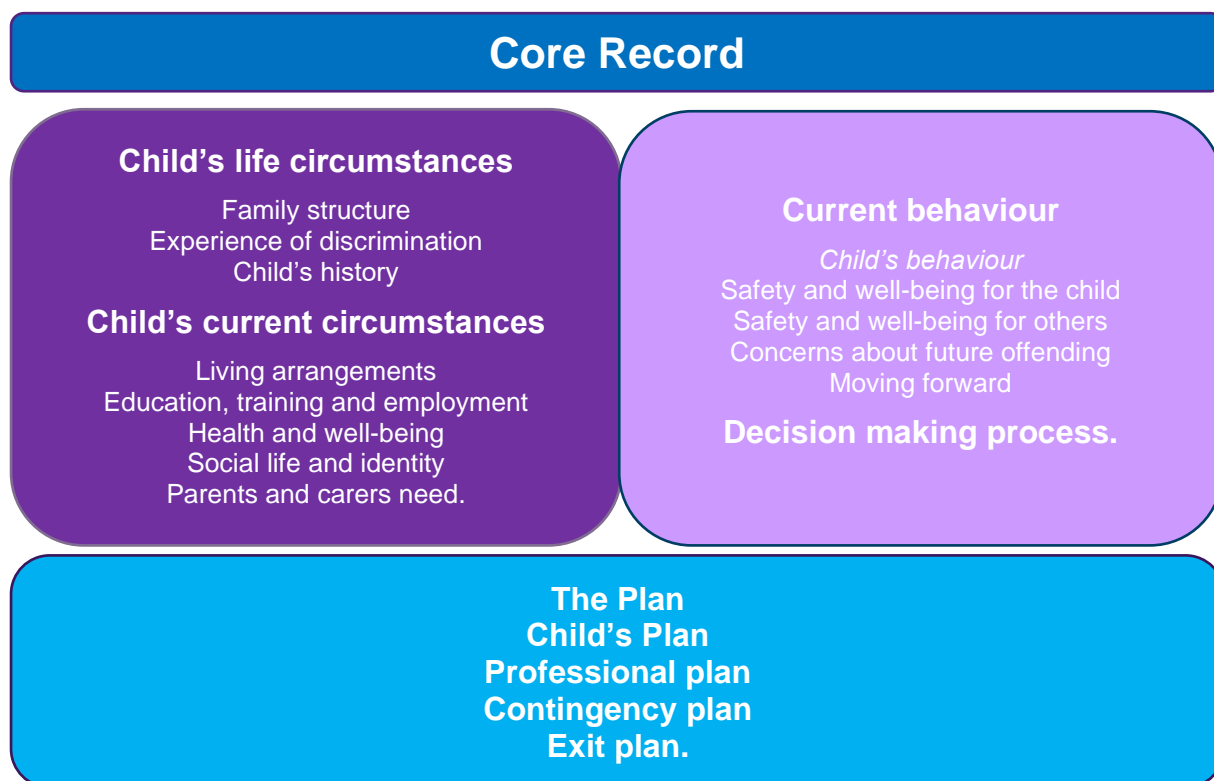 Core Record
Child’s life circumstances
Family structure
Experience of discrimination
Child’s history
Child’s current circumstances
Living arrangements
Education, training and employment
Health and well-being
Social life and identity
Parents and carers need.
Current behaviour
Child’s behaviour
Safety and well-being for the child
Safety and well-being for others
Concerns about future offending
Moving forward
Decision making process.
The Plan
Child’s Plan
Professional plan
Contingency plan
Exit plan.